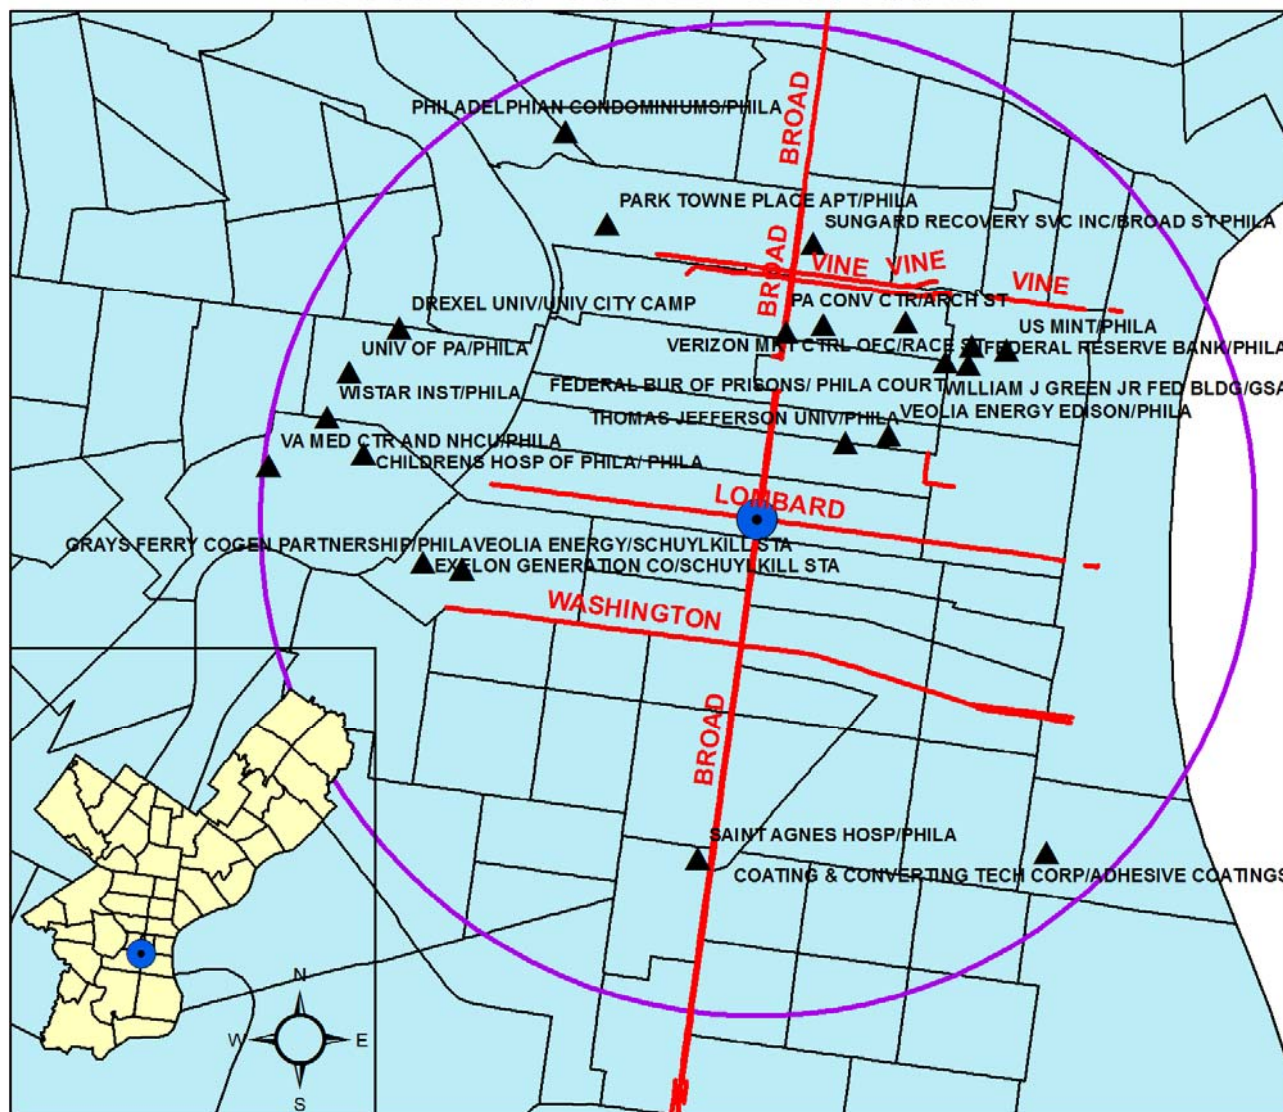 PHILADELPHIAN CONDOMINIUMS/PHILA
BROAD
PARK TOWNE PLACE APT/PHILA
SUNGARD RECOVERY SVC INC/BROAD ST PHILA
BROAD
VINE VINE
VINE
DREXEL UNIV/UNIV CITY CAMP
PA CONV CTR/ARCH ST
US MINT/PHILA
UNIV OF PA/PHILA
VERIZON MKT CTRL OFC/RACE ST
FEDERAL RESERVE BANK/PHILA
WISTAR INST/PHILA
FEDERAL BUR OF PRISONS/ PHILA COURT
WILLIAM J GREEN JR FED BLDG/GSA
THOMAS JEFFERSON UNIV/PHILA
VEOLIA ENERGY EDISON/PHILA
VA MED CTR AND NHCU/PHILA
CHILDRENS HOSP OF PHILA/ PHILA
LOMBARD
GRAYS FERRY COGEN PARTNERSHIP/PHILA
VEOLIA ENERGY/SCHUYLKILL STA
EXELON GENERATION CO/SCHUYLKILL STA
WASHINGTON
BROAD
SAINT AGNES HOSP/PHILA
COATING & CONVERTING TECH CORP/ADHESIVE COATINGS
N
W
E
S